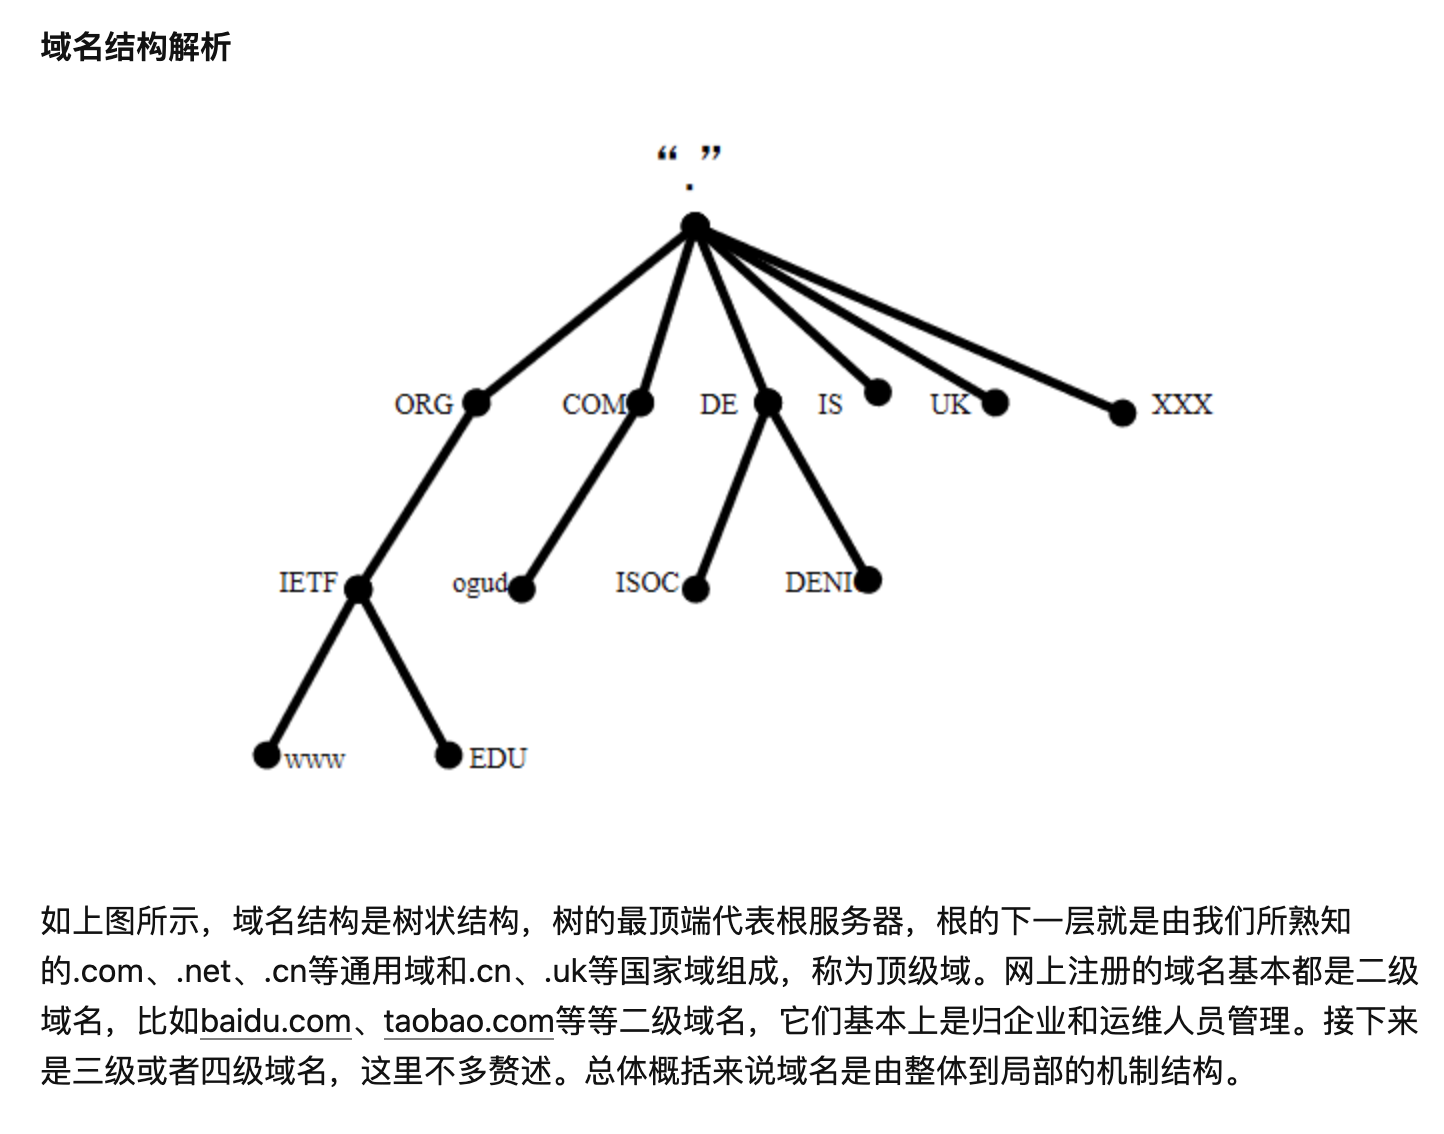 域名结构解析
“.”
ORG COM DE IS UK XXX
IETF ogud ISOC DENI
www EDU
如上图所示，域名结构是树状结构，树的最顶端代表根服务器，根的下一层就是由我们所熟知
的.com、.net、.cn等通用域和.cn、.uk等国家域组成，称为顶级域。网上注册的域名基本都是二级
域名，比如baidu.com、taobao.com等等二级域名，它们基本上是归企业和运维人员管理。接下来
是三级或者四级域名，这里不多赘述。总体概括来说域名是由整体到局部的机制结构。